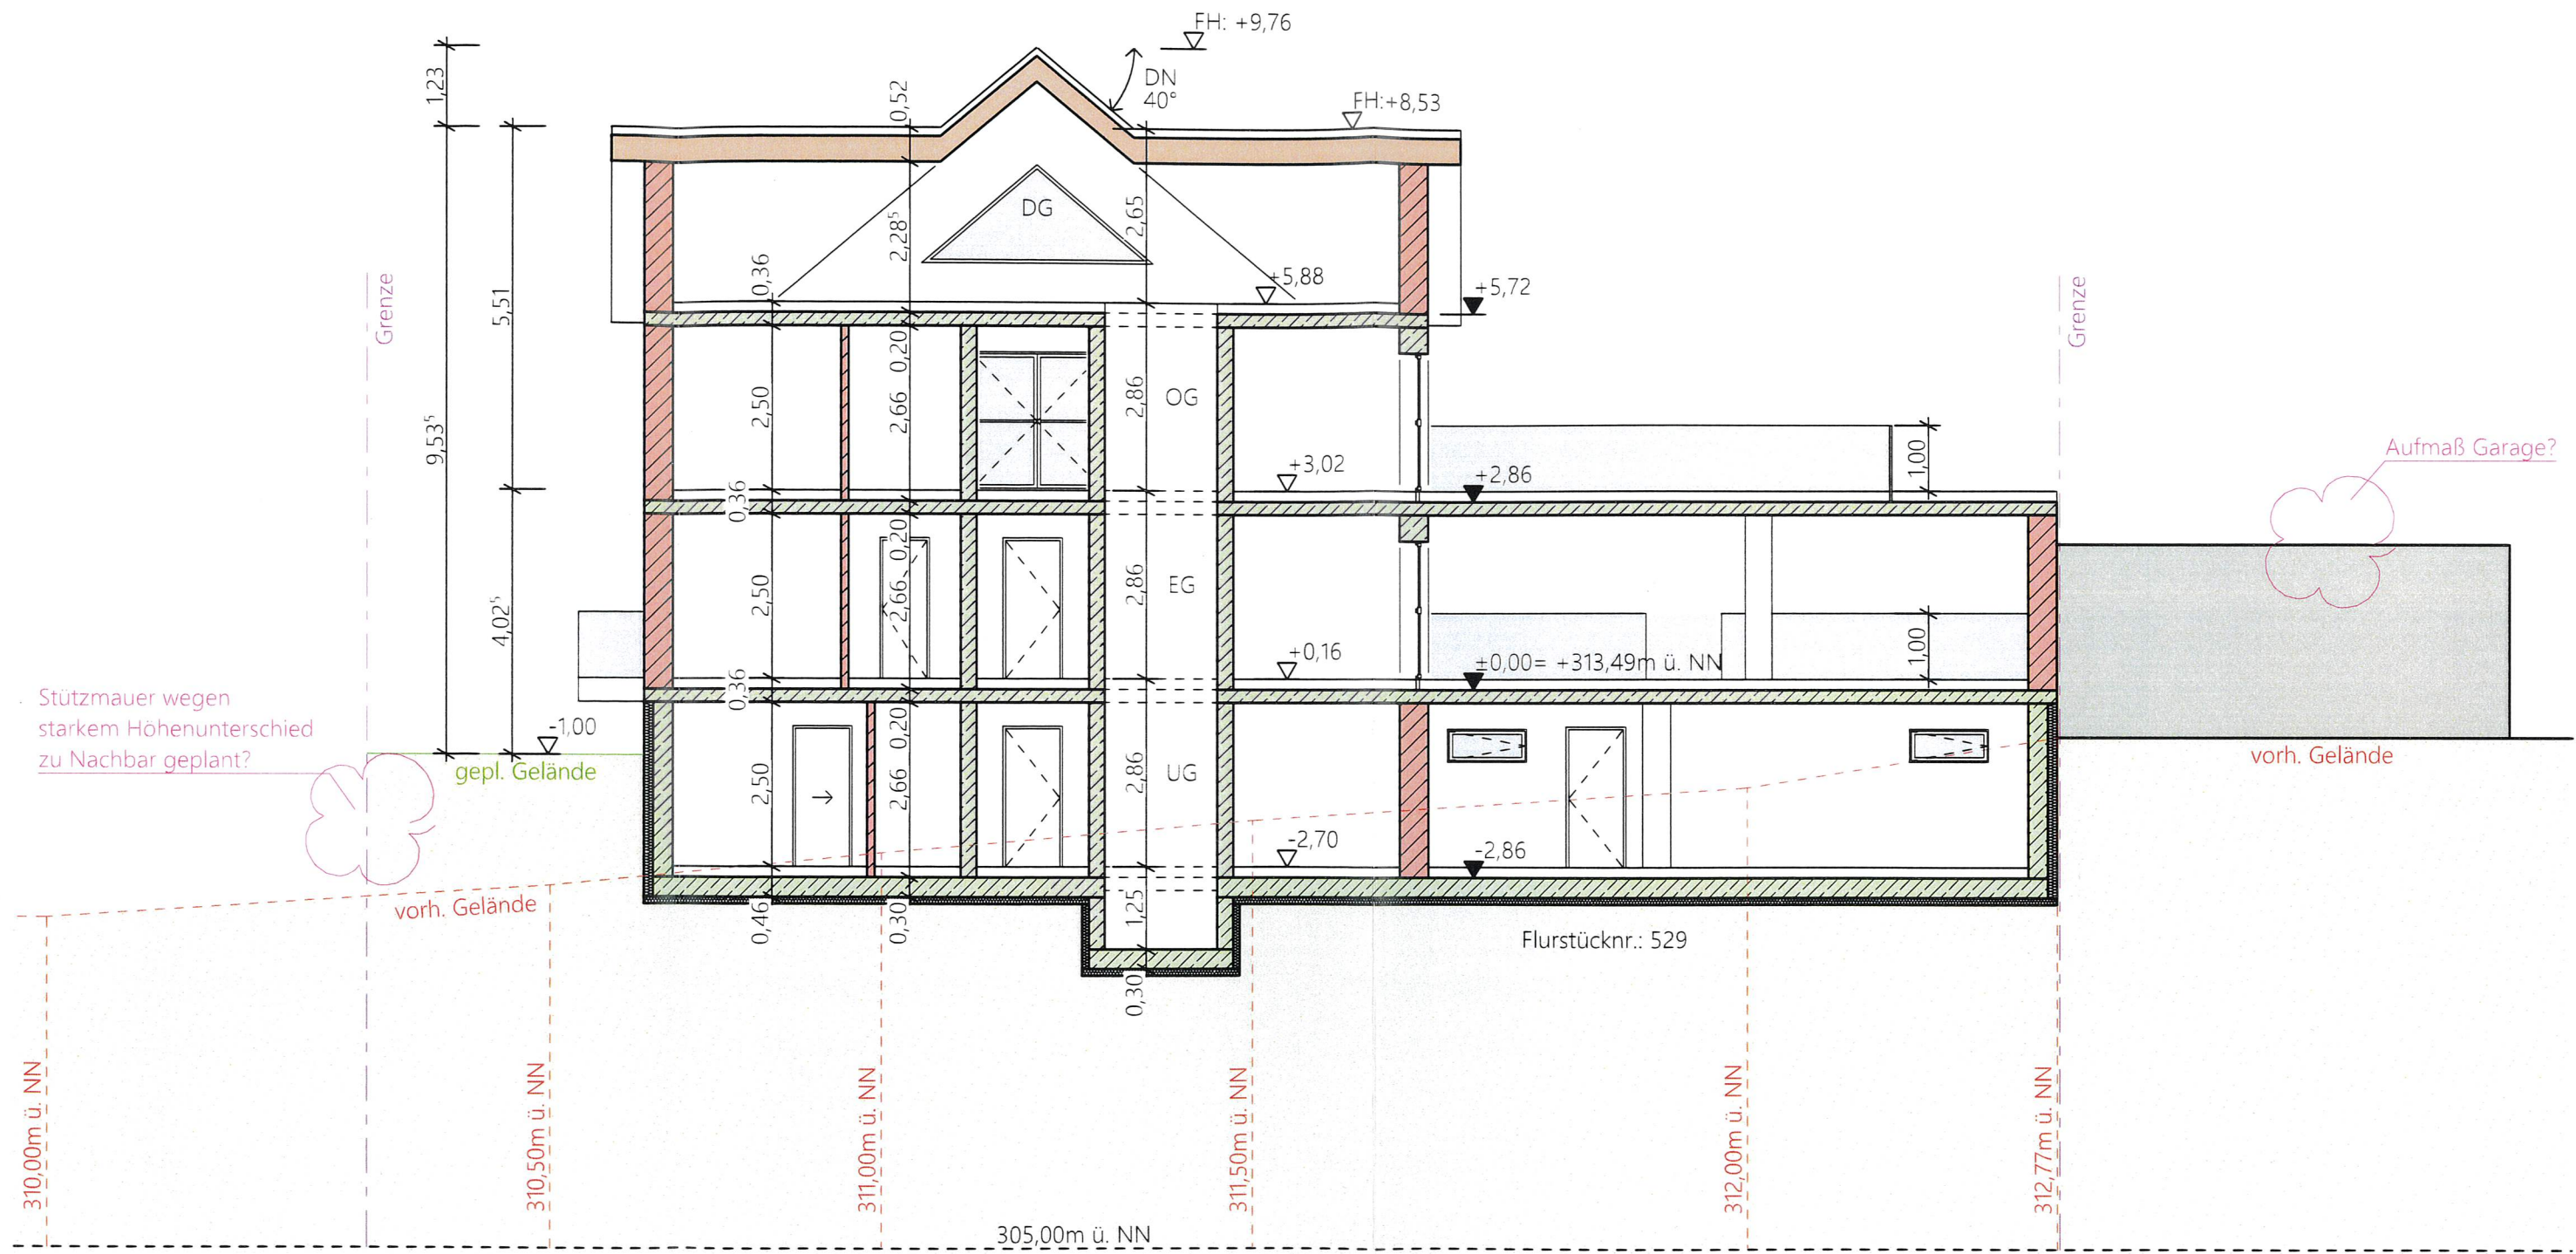 FH: +9,76
1,23
DN
40°
0,52
FH:+8,53
DG
2,65
2,28⁵
0,36
+5,88
+5,72
Grenze
Grenze
5,51
9,53⁵
0,20
2,50
2,66
2,86
OG
+3,02
+2,86
1,00
Aufmaß Garage?
0,36
0,20
2,50
2,66⁵
2,86
EG
4,02⁵
+0,16
±0,00= +313,49m ü. NN
1,00
0,36
Stützmauer wegen
starkem Höhenunterschied
zu Nachbar geplant?
-1,00
gepl. Gelände
0,20
2,50
2,66
2,86
UG
vorh. Gelände
-2,70
-2,86
vorh. Gelände
0,46
0,30
1,25
0,30
Flurstücknr.: 529
310,00m ü. NN
310,50m ü. NN
311,00m ü. NN
311,50m ü. NN
312,00m ü. NN
312,77m ü. NN
305,00m ü. NN